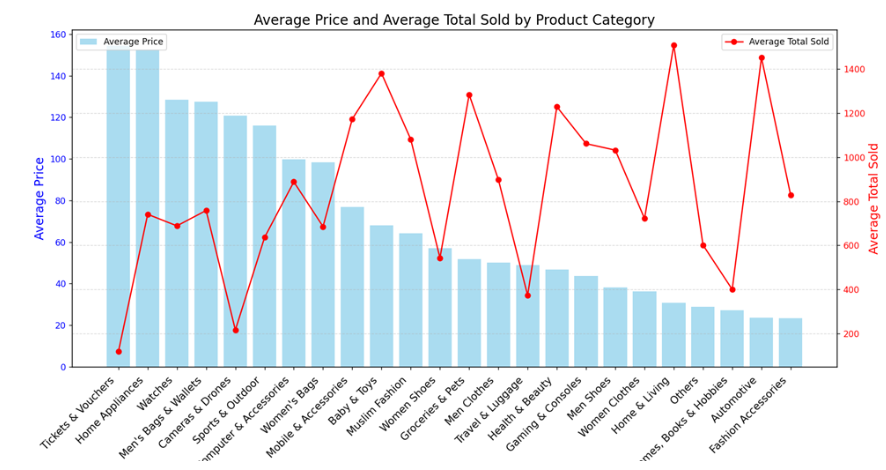 Average Price and Average Total Sold by Product Category
Average Price
Average Total Sold
160
140
120
100
80
60
40
20
0
Average Price
1400
1200
1000
800
600
400
200
Average Total Sold
Tickets & Vouchers
Home Appliances
Watches
Men's Bags & Wallets
Cameras & Drones
Sports & Outdoor
omputer & Accessories
Women's Bags
Mobile & Accessories
Baby & Toys
Muslim Fashion
Women Shoes
Groceries & Pets
Men Clothes
Travel & Luggage
Health & Beauty
Gaming & Consoles
Men Shoes
Women Clothes
Home & Living
Others
mes, Books & Hobbies
Automotive
Fashion Accessories